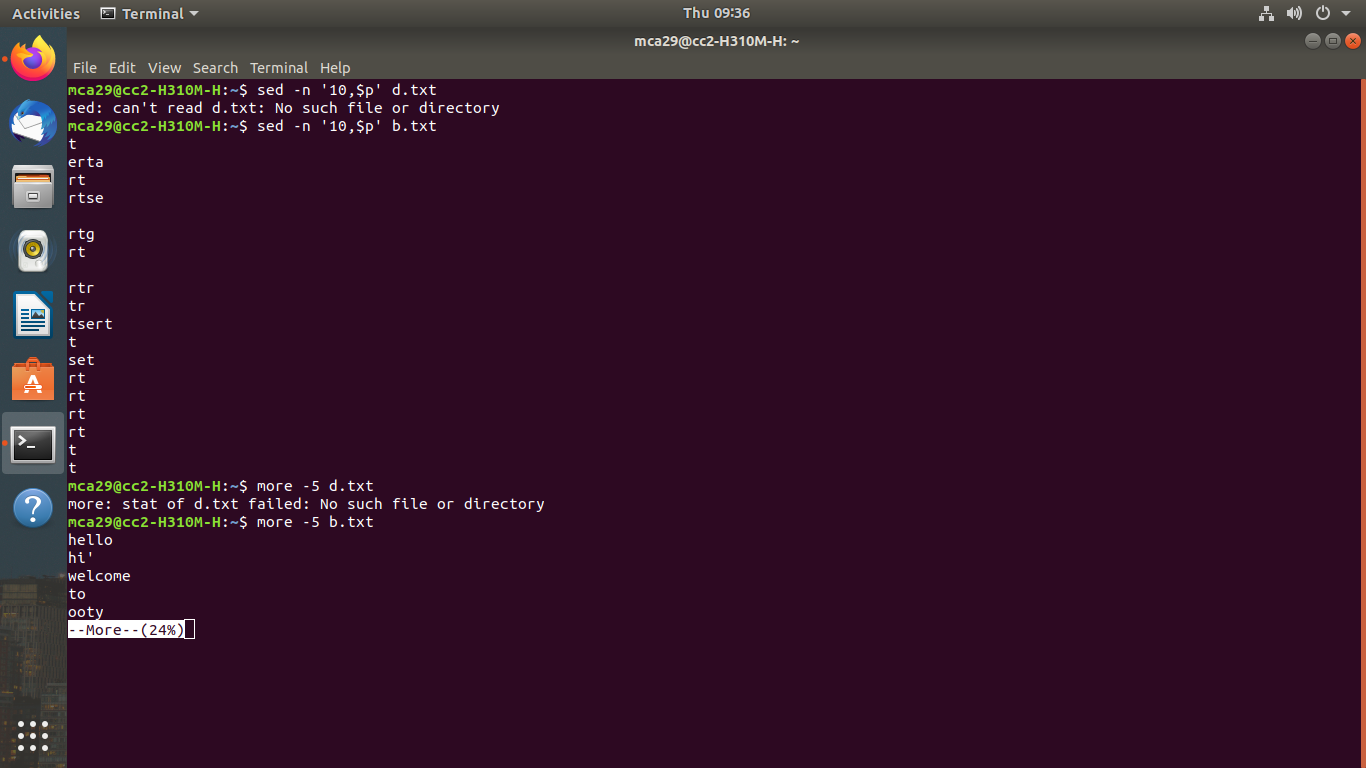 Activities Terminal Thu 09:36
mca29@cc2-H310M-H: ~
File Edit View Search Terminal Help
mca29@cc2-H310M-H:~$ sed -n '10,$p' d.txt
sed: can't read d.txt: No such file or directory
mca29@cc2-H310M-H:~$ sed -n '10,$p' b.txt
t
erta
rt
rtse

rtg
rt

rtr
tr
tsert
t
set
rt
rt
rt
rt
t
t
mca29@cc2-H310M-H:~$ more -5 d.txt
more: stat of d.txt failed: No such file or directory
mca29@cc2-H310M-H:~$ more -5 b.txt
hello
hi'
welcome
to
ooty
--More--(24%)